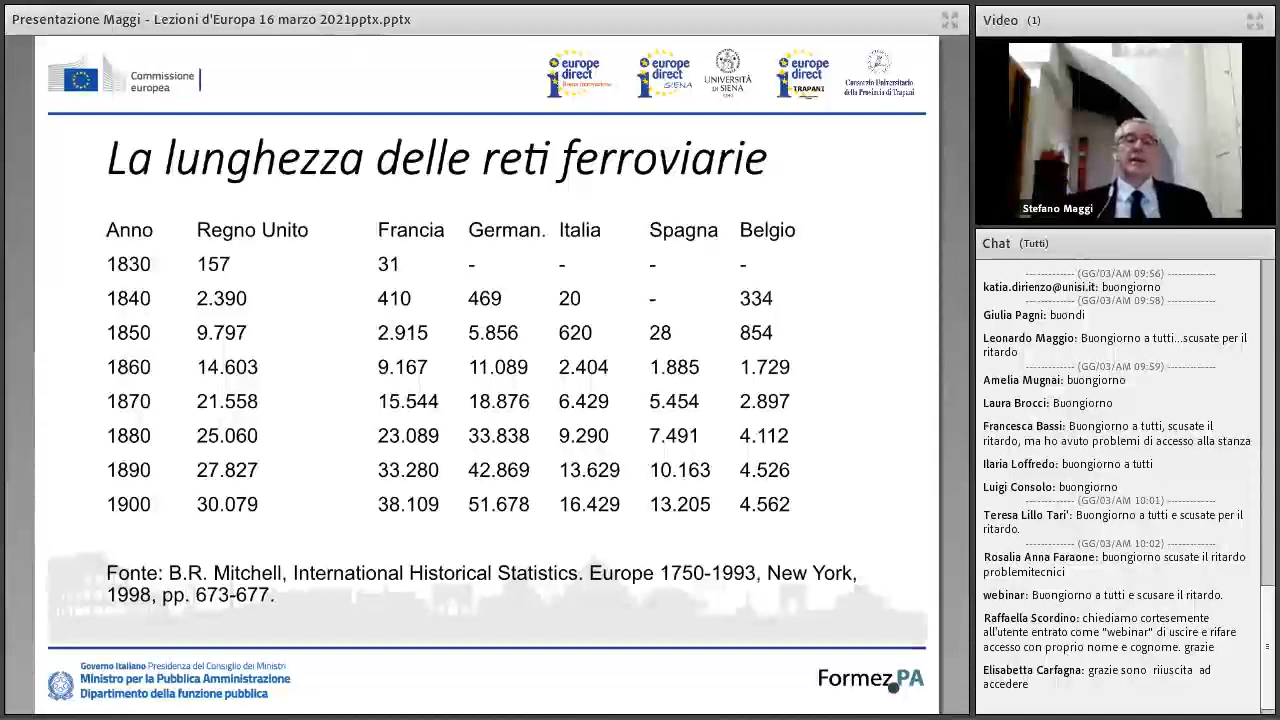 Presentazione Maggi - Lezioni d'Europa 16 marzo 2021pptx.pptx
Commissione
europea
europe
direct
europe
direct
SIENA
UNIVERSITÀ
DI SIENA
1240
europe
direct
TRAPANI
Consorzio Universitario
della Provincia di Trapani
La lunghezza delle reti ferroviarie
Anno Regno Unito Francia German. Italia Spagna Belgio
1830 157 31 - - - -
1840 2.390 410 469 20 - 334
1850 9.797 2.915 5.856 620 28 854
1860 14.603 9.167 11.089 2.404 1.885 1.729
1870 21.558 15.544 18.876 6.429 5.454 2.897
1880 25.060 23.089 33.838 9.290 7.491 4.112
1890 27.827 33.280 42.869 13.629 10.163 4.526
1900 30.079 38.109 51.678 16.429 13.205 4.562
Fonte: B.R. Mitchell, International Historical Statistics. Europe 1750-1993, New York,
1998, pp. 673-677.
Governo Italiano Presidenza del Consiglio dei Ministri
Ministro per la Pubblica Amministrazione
Dipartimento della funzione pubblica
Formez PA
Video (1)
Stefano Maggi
Chat (Tutti)
------------- (GG/03/AM 09:56) -------------
katia.dirienzo@unisi.it: buongiorno
------------- (GG/03/AM 09:58) -------------
Giulia Pagni: buondi
Leonardo Maggio: Buongiorno a tutti...scusate per il
ritardo
------------- (GG/03/AM 09:59) -------------
Amelia Mugnai: buongiorno
Laura Brocci: Buongiorno
Francesca Bassi: Buongiorno a tutti, scusate il
ritardo, ma ho avuto problemi di accesso alla stanza
Ilaria Loffredo: buongiorno a tutti
Luigi Consolo: buongiorno
------------- (GG/03/AM 10:01) -------------
Teresa Lillo Tari': Buongiorno a tutti e scusate per il
ritardo.
------------- (GG/03/AM 10:02) -------------
Rosalia Anna Faraone: buongiorno scusate il ritardo
problemitecnici
webinar: Buongiorno a tutti e scusare il ritardo.
Raffaella Scordino: chiediamo cortesemente
all'utente entrato come "webinar" di uscire e rifare
accesso con proprio nome e cognome. grazie
Elisabetta Carfagna: grazie sono riuscita ad
accedere